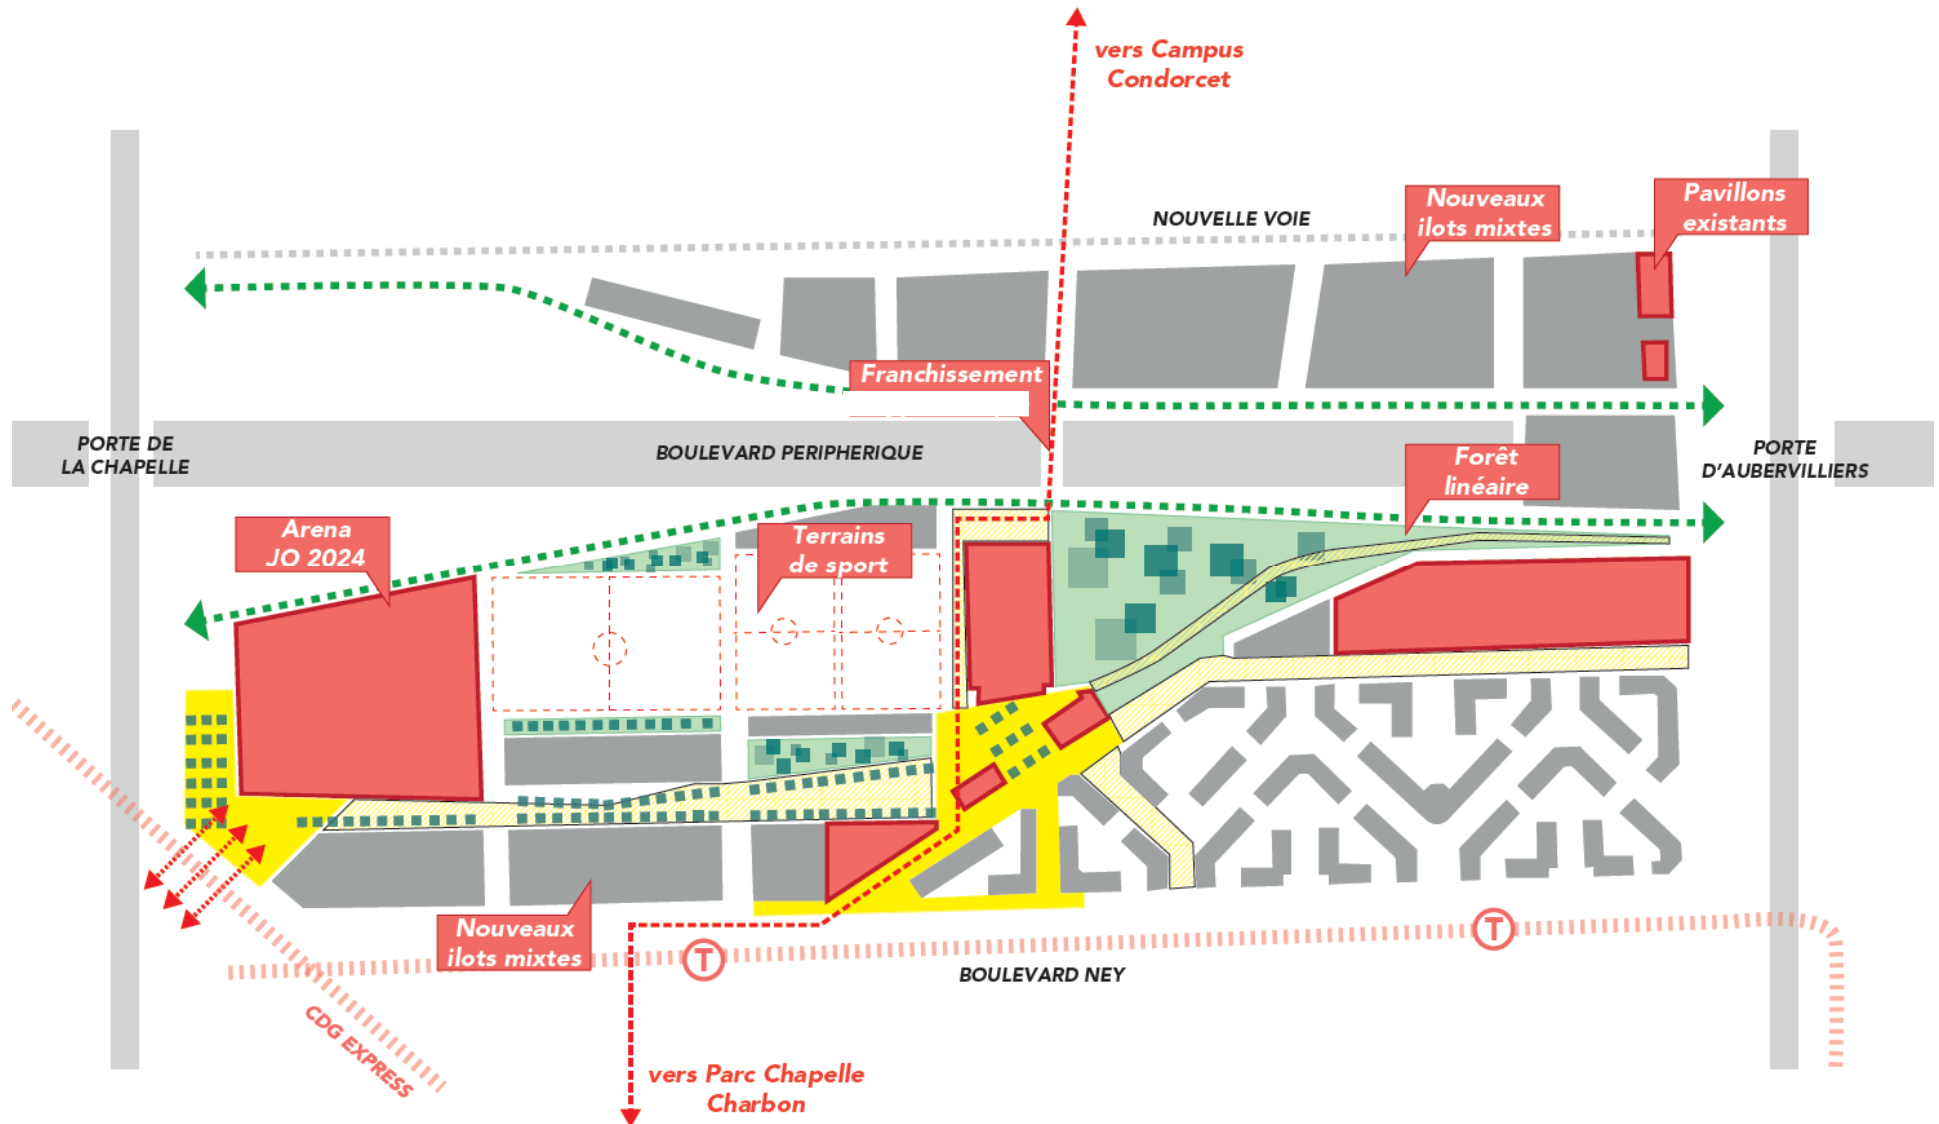 vers Campus
Condorcet
Nouveaux
ilots mixtes
Pavillons
existants
NOUVELLE VOIE
Franchissement
PORTE DE
LA CHAPELLE
BOULEVARD PERIPHERIQUE
Forêt
linéaire
PORTE
D'AUBERVILLIERS
Arena
JO 2024
Terrains
de sport
Nouveaux
ilots mixtes
T
T
BOULEVARD NEY
CDG EXPRESS
vers Parc Chapelle
Charbon